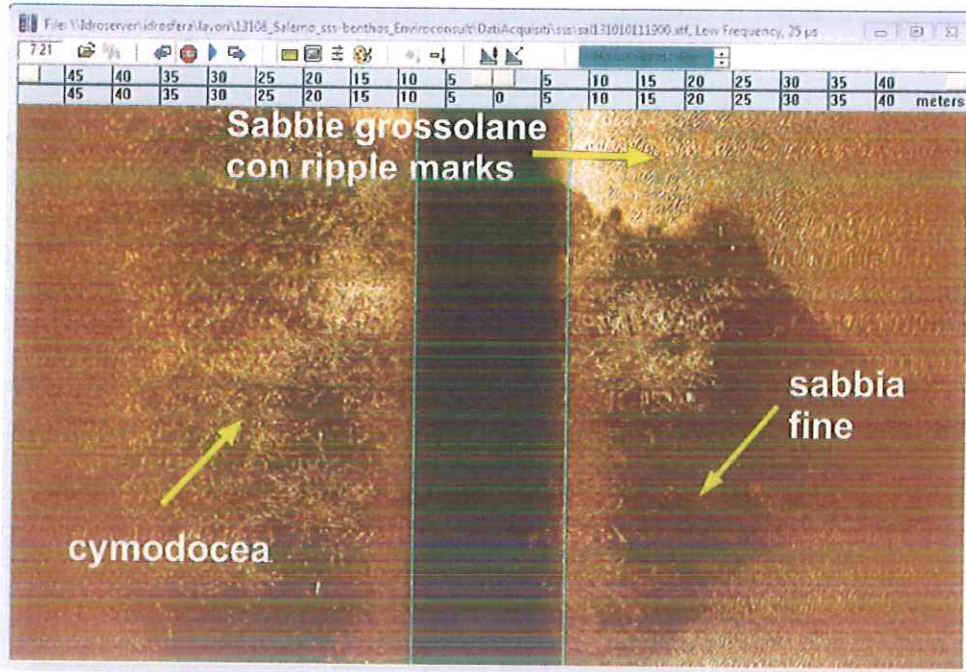 File: \\Idroserver\idrosfera\lavori\13108_Salerno_sss-benthos_Enviroconsult\DatiAcquisiti\sss\sal131010111900.xtf, Low Frequency, 25 µs
7.21
45 40 35 30 25 20 15 10 5 5 10 15 20 25 30 35 40
45 40 35 30 25 20 15 10 5 0 5 10 15 20 25 30 35 40 meters
Sabbie grossolane
con ripple marks
sabbia
fine
cymodocea